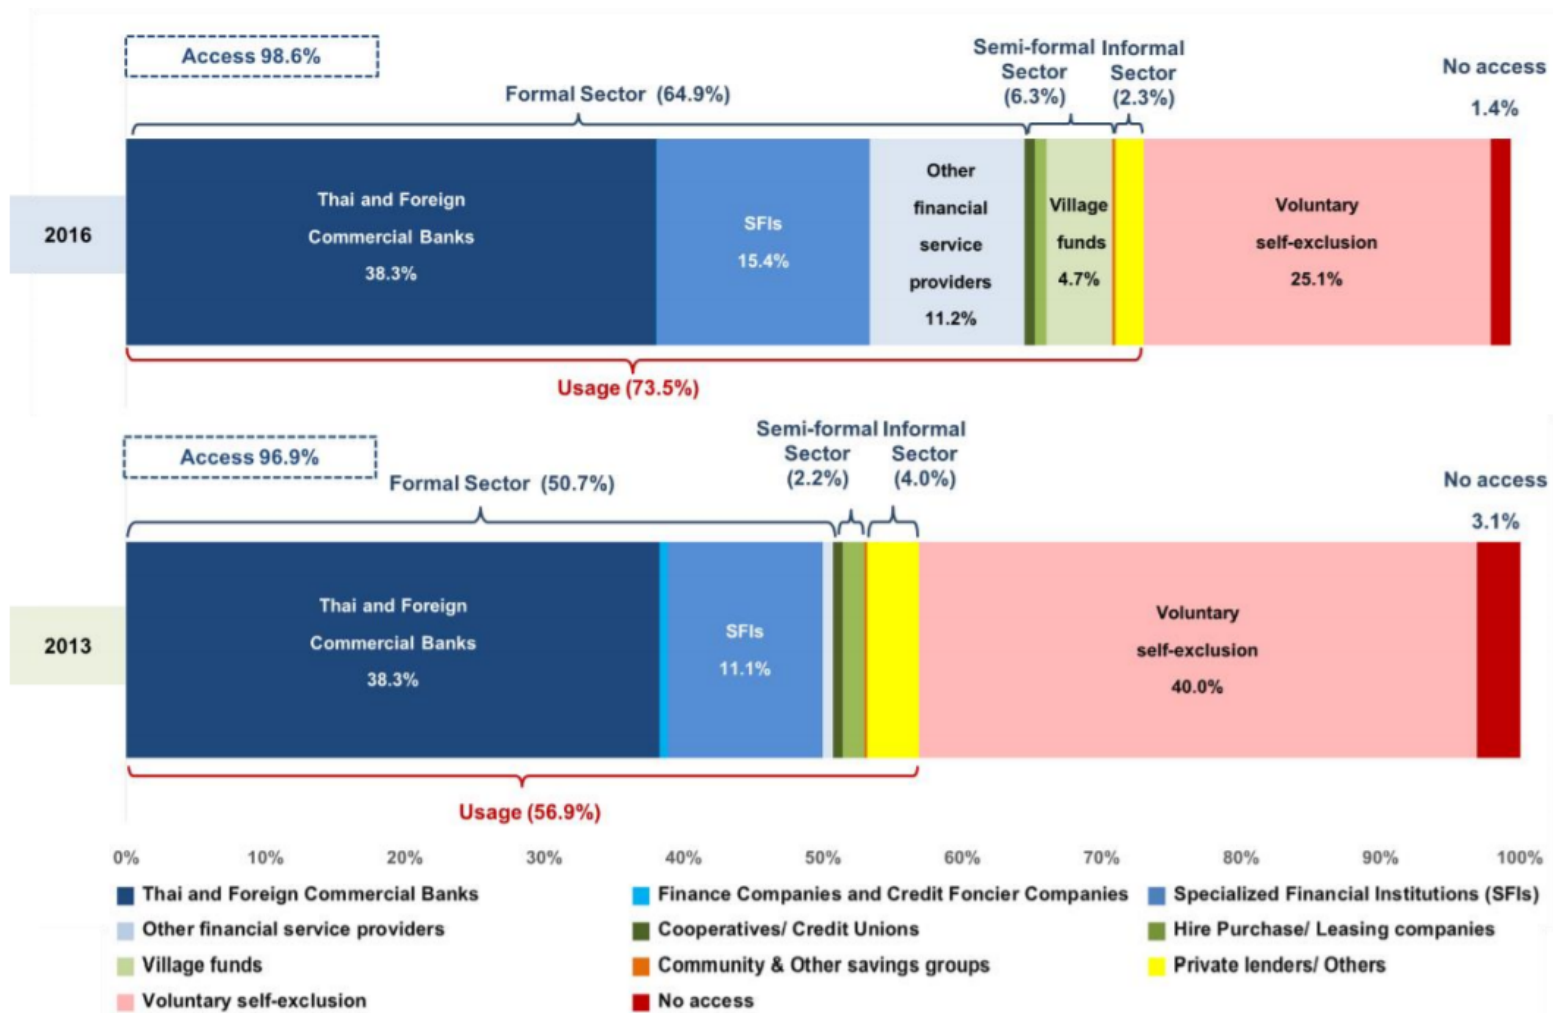 Access 98.6%
Formal Sector (64.9%)
Semi-formal
Sector
(6.3%)
Informal
Sector
(2.3%)
No access
1.4%
2016
Thai and Foreign
Commercial Banks
38.3%
SFIs
15.4%
Other
financial
service
providers
11.2%
Village
funds
4.7%
Voluntary
self-exclusion
25.1%
Usage (73.5%)
Access 96.9%
Formal Sector (50.7%)
Semi-formal
Sector
(2.2%)
Informal
Sector
(4.0%)
No access
3.1%
2013
Thai and Foreign
Commercial Banks
38.3%
SFIs
11.1%
Voluntary
self-exclusion
40.0%
Usage (56.9%)
0% 10% 20% 30% 40% 50% 60% 70% 80% 90% 100%
Thai and Foreign Commercial Banks
Finance Companies and Credit Foncier Companies
Specialized Financial Institutions (SFIs)
Other financial service providers
Cooperatives/ Credit Unions
Hire Purchase/ Leasing companies
Village funds
Community & Other savings groups
Private lenders/ Others
Voluntary self-exclusion
No access